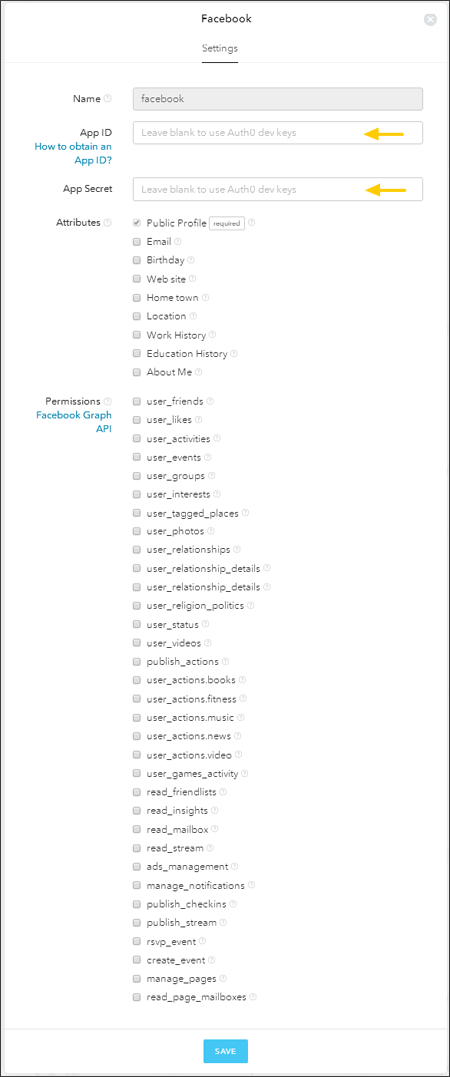 Facebook
Settings
Name
facebook
App ID
Leave blank to use Auth0 dev keys
How to obtain an
App ID?
App Secret
Leave blank to use Auth0 dev keys
Attributes
Public Profile required
Email
Birthday
Web site
Home town
Location
Work History
Education History
About Me
Permissions
Facebook Graph
API
user_friends
user_likes
user_activities
user_events
user_groups
user_interests
user_tagged_places
user_photos
user_relationships
user_relationship_details
user_relationship_details
user_religion_politics
user_status
user_videos
publish_actions
user_actions.books
user_actions.fitness
user_actions.music
user_actions.news
user_actions.video
user_games_activity
read_friendlists
read_insights
read_mailbox
read_stream
ads_management
manage_notifications
publish_checkins
publish_stream
rsvp_event
create_event
manage_pages
read_page_mailboxes
SAVE